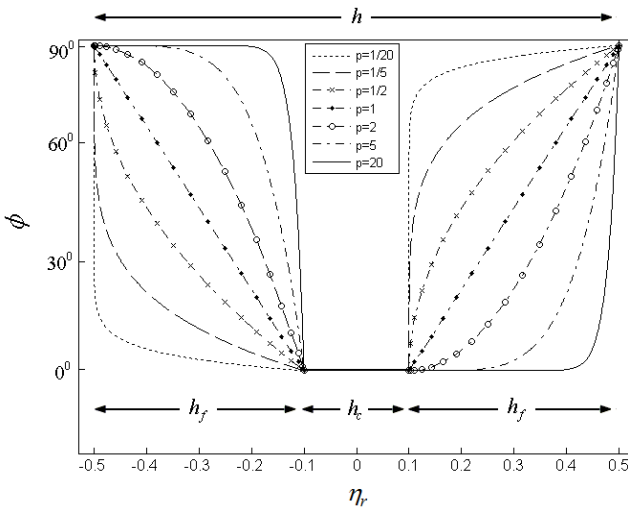 h
90⁰
60⁰
30⁰
0⁰
ϕ
p=1/20
p=1/5
p=1/2
p=1
p=2
p=5
p=20
h_f h_c h_f
-0.5 -0.4 -0.3 -0.2 -0.1 0 0.1 0.2 0.3 0.4 0.5
η_r